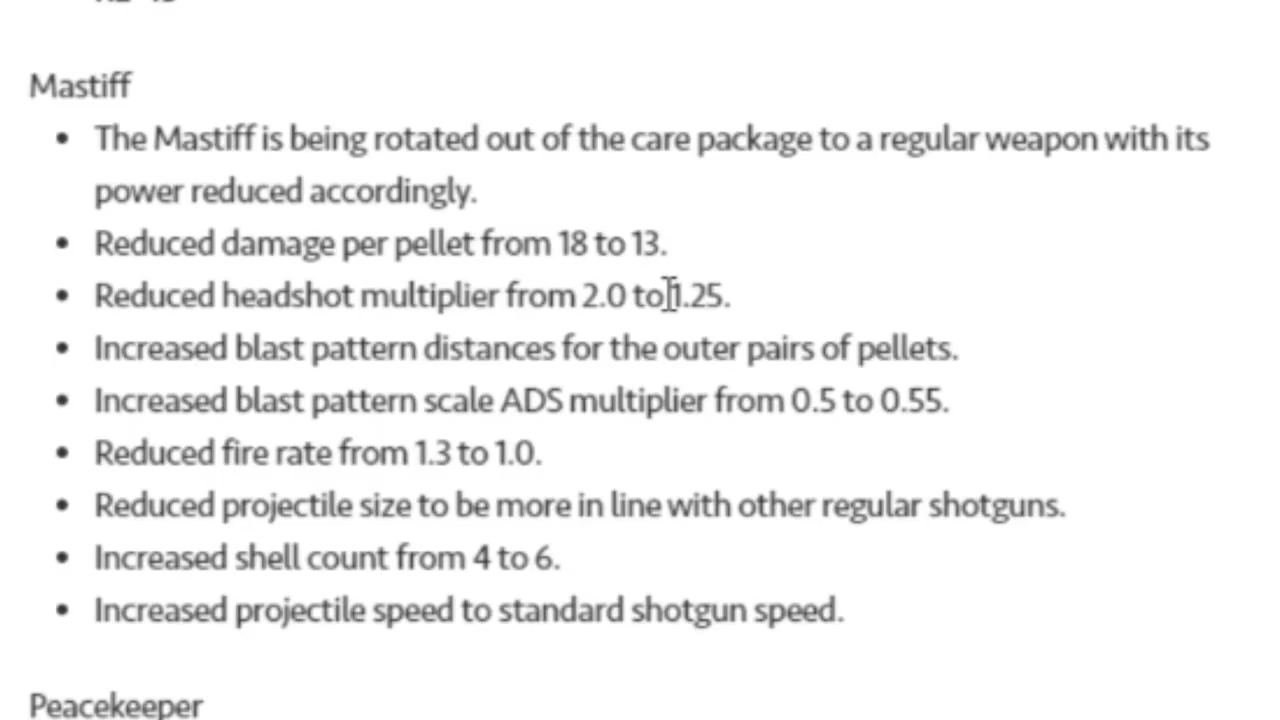 Mastiff
• The Mastiff is being rotated out of the care package to a regular weapon with its
power reduced accordingly.
• Reduced damage per pellet from 18 to 13.
• Reduced headshot multiplier from 2.0 to 1.25.
• Increased blast pattern distances for the outer pairs of pellets.
• Increased blast pattern scale ADS multiplier from 0.5 to 0.55.
• Reduced fire rate from 1.3 to 1.0.
• Reduced projectile size to be more in line with other regular shotguns.
• Increased shell count from 4 to 6.
• Increased projectile speed to standard shotgun speed.
Peacekeeper